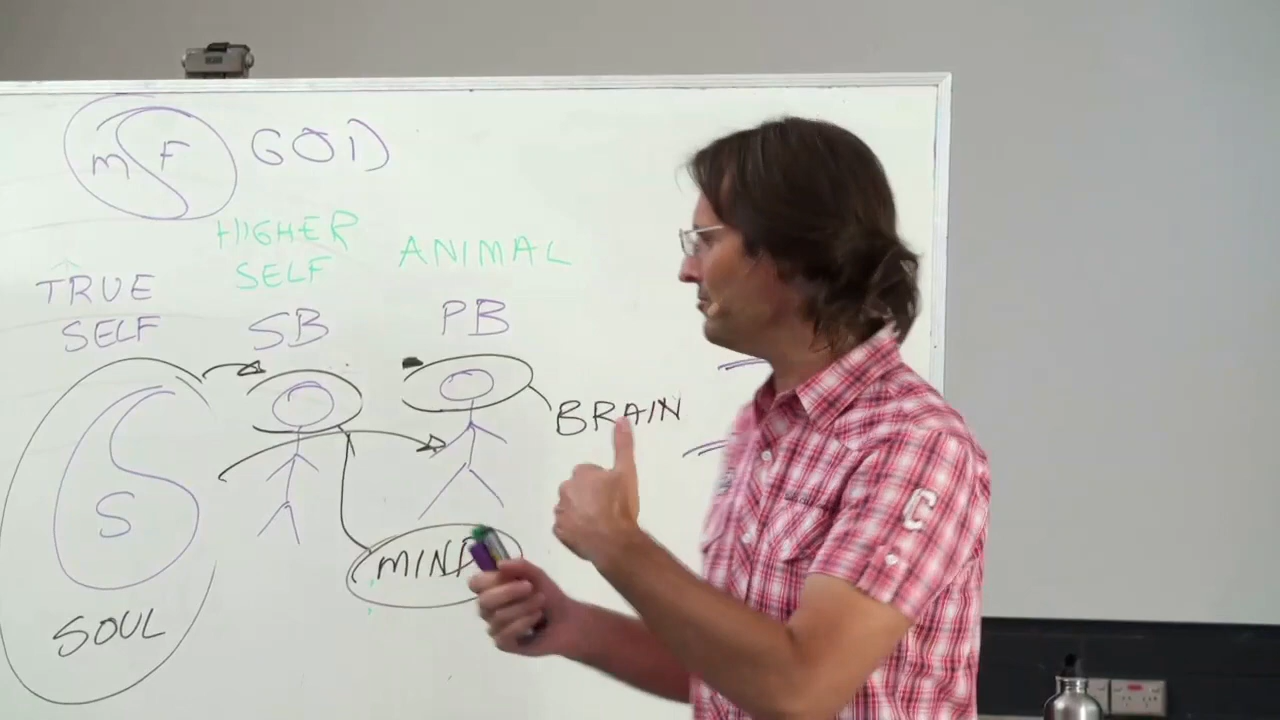 M F GOD
HIGHER
SELF
ANIMAL
TRUE
SELF
SB
PB
BRAIN
S
MIND
SOUL
C